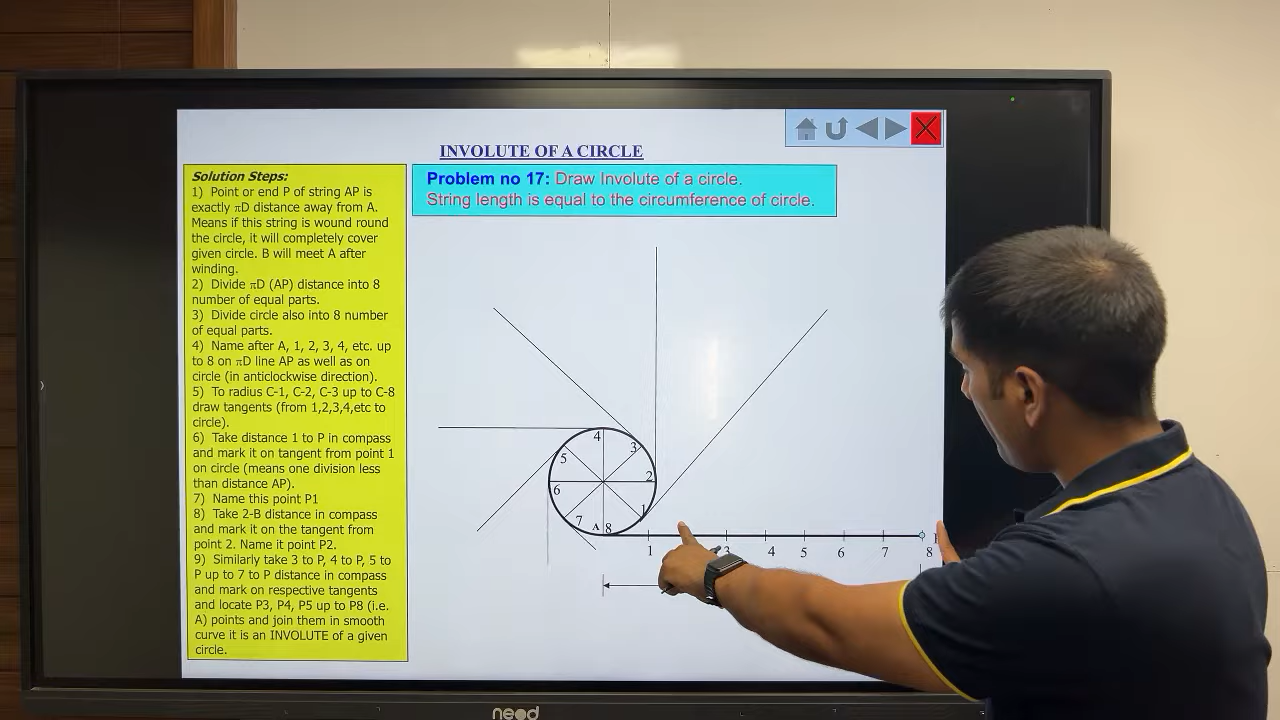 INVOLUTE OF A CIRCLE
Solution Steps:
1) Point or end P of string AP is
exactly πD distance away from A.
Means if this string is wound round
the circle, it will completely cover
given circle. B will meet A after
winding.
2) Divide πD (AP) distance into 8
number of equal parts.
3) Divide circle also into 8 number
of equal parts.
4) Name after A, 1, 2, 3, 4, etc. up
to 8 on πD line AP as well as on
circle (in anticlockwise direction).
5) To radius C-1, C-2, C-3 up to C-8
draw tangents (from 1,2,3,4,etc to
circle).
6) Take distance 1 to P in compass
and mark it on tangent from point 1
on circle (means one division less
than distance AP).
7) Name this point P1
8) Take 2-B distance in compass
and mark it on the tangent from
point 2. Name it point P2.
9) Similarly take 3 to P, 4 to P, 5 to
P up to 7 to P distance in compass
and mark on respective tangents
and locate P3, P4, P5 up to P8 (i.e.
A) points and join them in smooth
curve it is an INVOLUTE of a given
circle.
Problem no 17: Draw Involute of a circle.
String length is equal to the circumference of circle.
4
3
5
2
6
1
7
A 8
1 3 4 5 6 7 8
neod